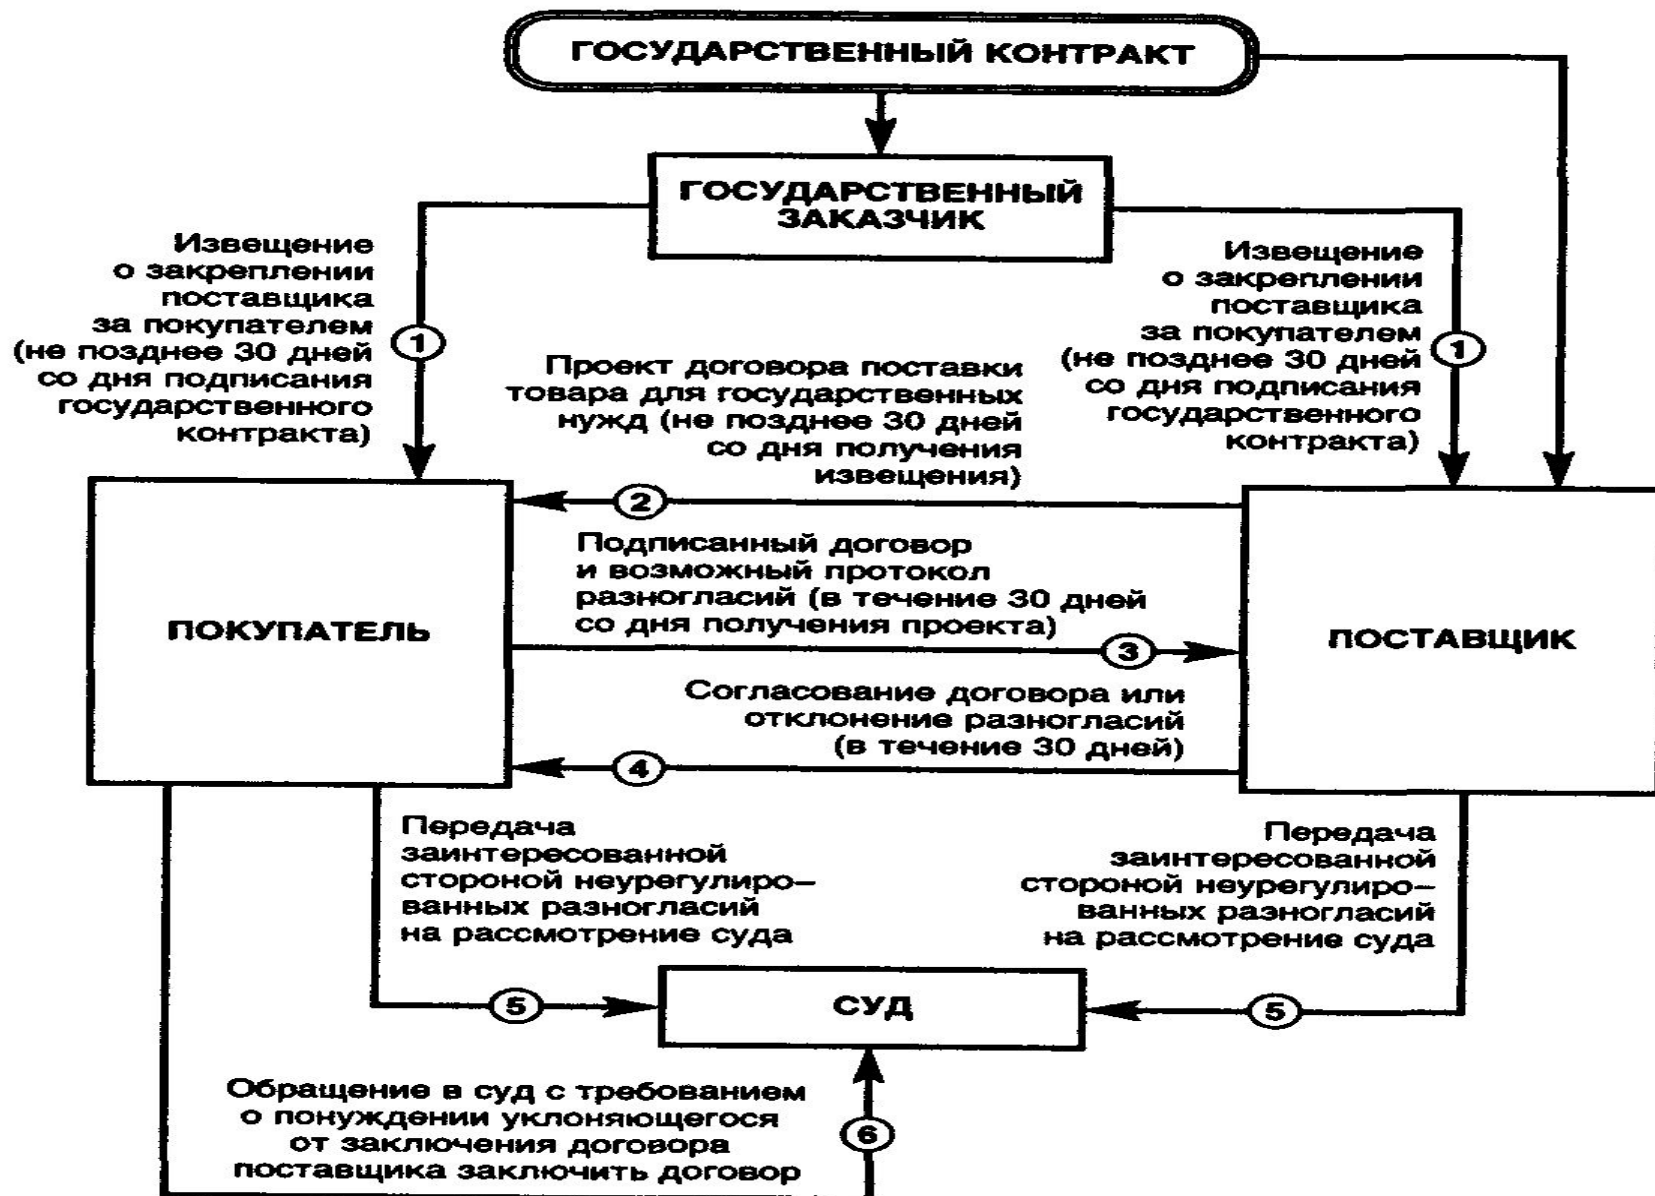 ГОСУДАРСТВЕННЫЙ КОНТРАКТ
ГОСУДАРСТВЕННЫЙ
ЗАКАЗЧИК
Извещение
о закреплении
поставщика
за покупателем
(не позднее 30 дней
со дня подписания
государственного
контракта)
1
Извещение
о закреплении
поставщика
за покупателем
(не позднее 30 дней
со дня подписания
государственного
контракта)
1
Проект договора поставки
товара для государственных
нужд (не позднее 30 дней
со дня получения
извещения)
2
Подписанный договор
и возможный протокол
разногласий (в течение 30 дней
со дня получения проекта)
3
ПОКУПАТЕЛЬ
ПОСТАВЩИК
Согласование договора или
отклонение разногласий
(в течение 30 дней)
4
Передача
заинтересованной
стороной неурегулиро–
ванных разногласий
на рассмотрение суда
5
Передача
заинтересованной
стороной неурегулиро–
ванных разногласий
на рассмотрение суда
5
СУД
Обращение в суд с требованием
о понуждении уклоняющегося
от заключения договора
поставщика заключить договор
6